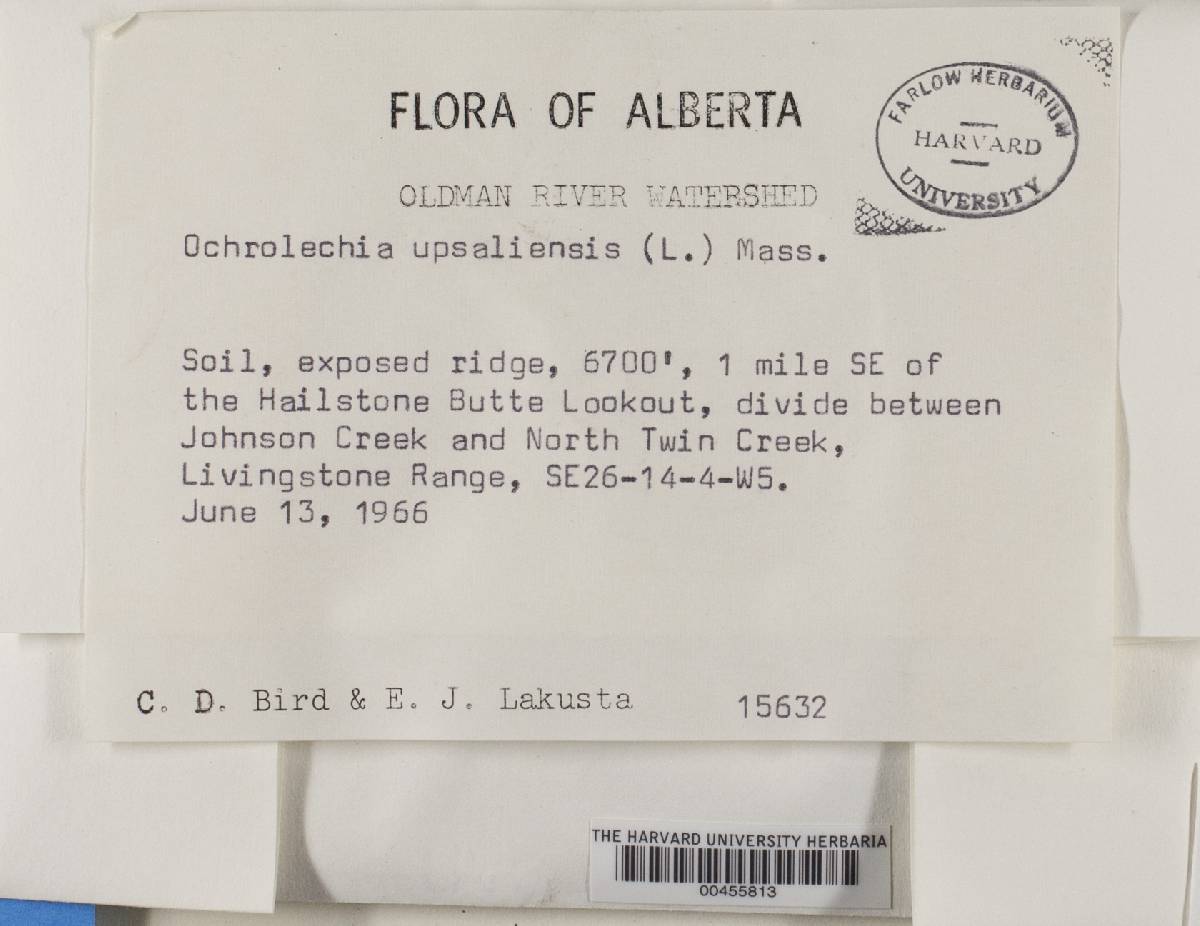 FLORA OF ALBERTA
FARLOW HERBARIUM
HARVARD
UNIVERSITY
OLDMAN RIVER WATERSHED
Ochrolechia upsaliensis (L.) Mass.
Soil, exposed ridge, 6700', 1 mile SE of
the Hailstone Butte Lookout, divide between
Johnson Creek and North Twin Creek,
Livingstone Range, SE26-14-4-W5.
June 13, 1966
C. D. Bird & E. J. Lakusta 15632
THE HARVARD UNIVERSITY HERBARIA
00455813